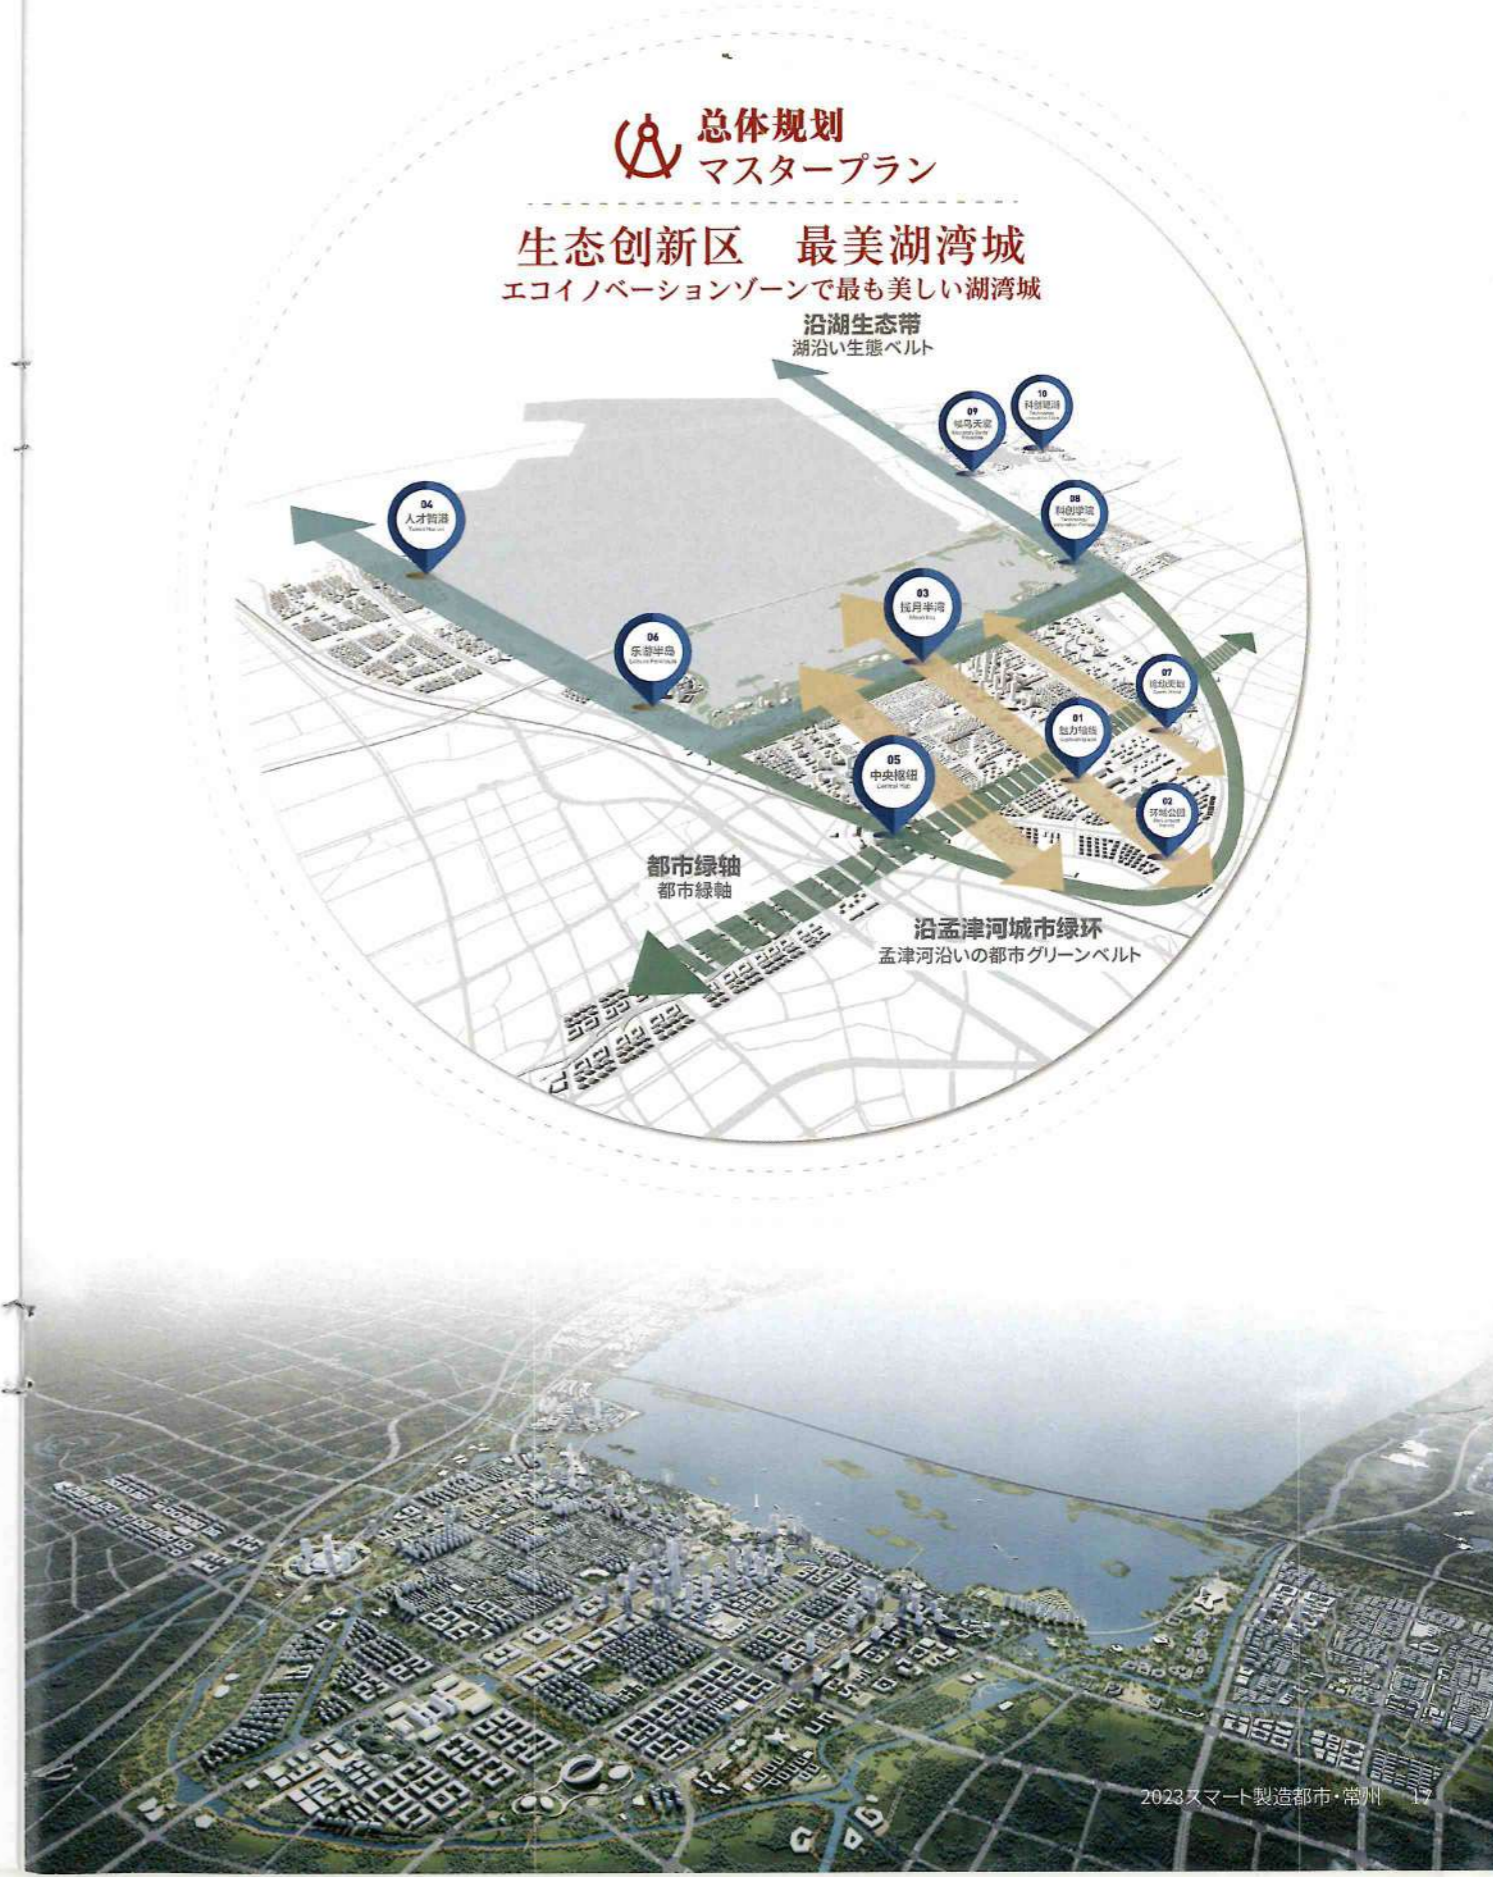 总体规划
マスタープラン
生态创新区 最美湖湾城
エコイノベーションゾーンで最も美しい湖湾城
沿湖生态带
湖沿い生態ベルト
10
09
08
科创学院
04
人才智港
03
揽月半湾
06
乐游半岛
07
01
魅力轴线
05
中央枢纽
Central Hub
02
环城公园
都市绿轴
都市緑軸
沿孟津河城市绿环
孟津河沿いの都市グリーンベルト
2023スマート製造都市・常州 17